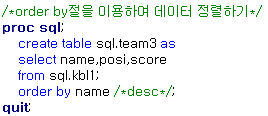 /*order by절을 이용하여 데이터 정렬하기*/
proc sql;
create table sql.team3 as
select name,posi,score
from sql.kbl1;
order by name /*desc*/;
quit;